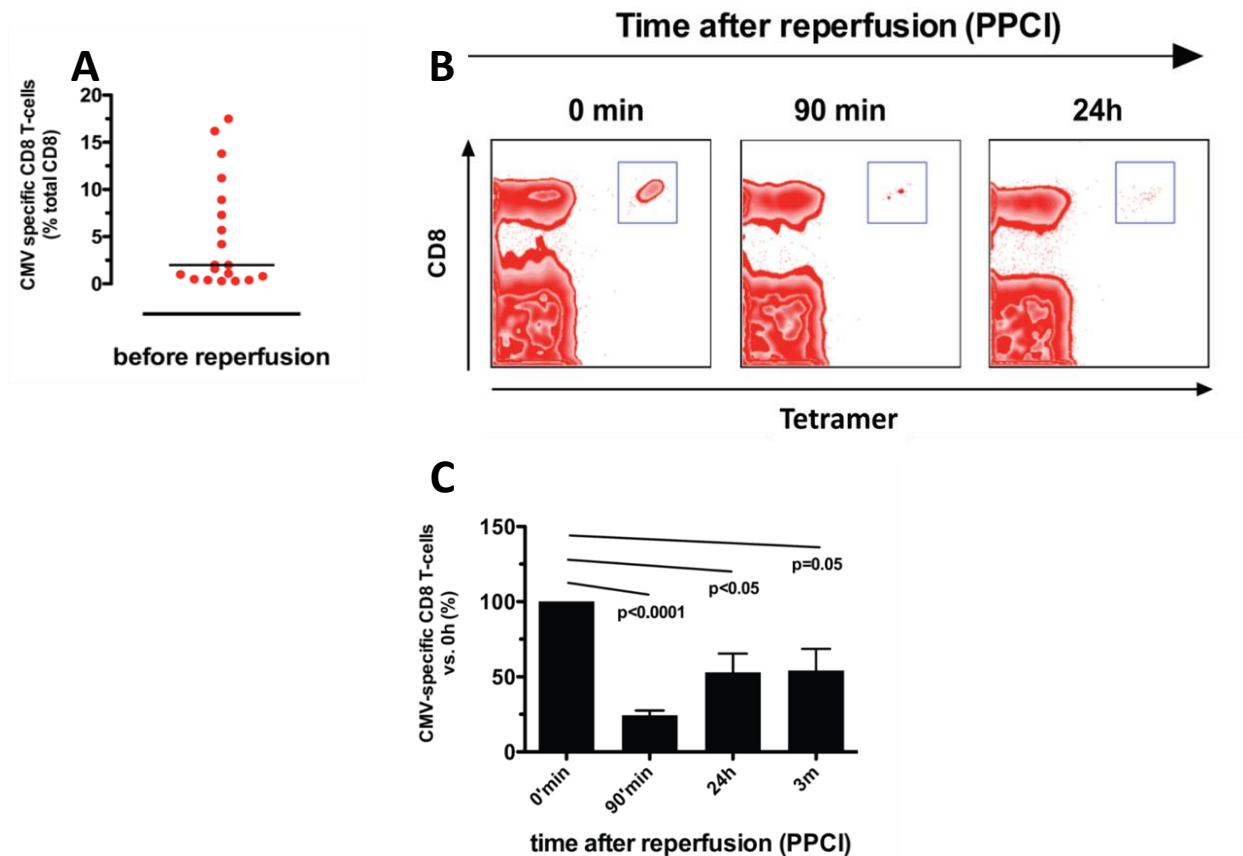 A
CMV specific CD8 T-cells
(% total CD8)
20
15
10
5
0
before reperfusion
Time after reperfusion (PPCI)
B
0 min
90 min
24h
CD8
Tetramer
C
CMV-specific CD8 T-cells
vs. 0h (%)
150
100
50
0
p<0.0001
p<0.05
p=0.05
0'min
90'min
24h
3m
time after reperfusion (PPCI)